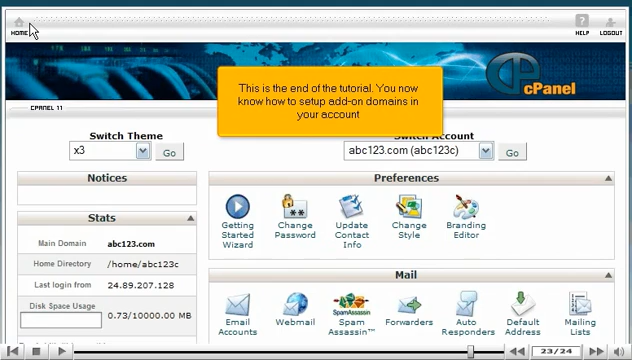 HOME
HELP
LOGOUT
cPanel
CPANEL 11
This is the end of the tutorial. You now
know how to setup add-on domains in
your account
Switch Theme
x3
Go
Switch Account
abc123.com (abc123c)
Go
Notices
Stats
Main Domain
abc123.com
Home Directory
/home/abc123c
Last login from
24.89.207.128
Disk Space Usage
0.73/10000.00 MB
Preferences
Getting
Started
Wizard
Change
Password
Update
Contact
Info
Change
Style
Branding
Editor
Mail
Email
Accounts
Webmail
SpamAssassin
Spam
Assassin™
Forwarders
Auto
Responders
Default
Address
Mailing
Lists
23/24